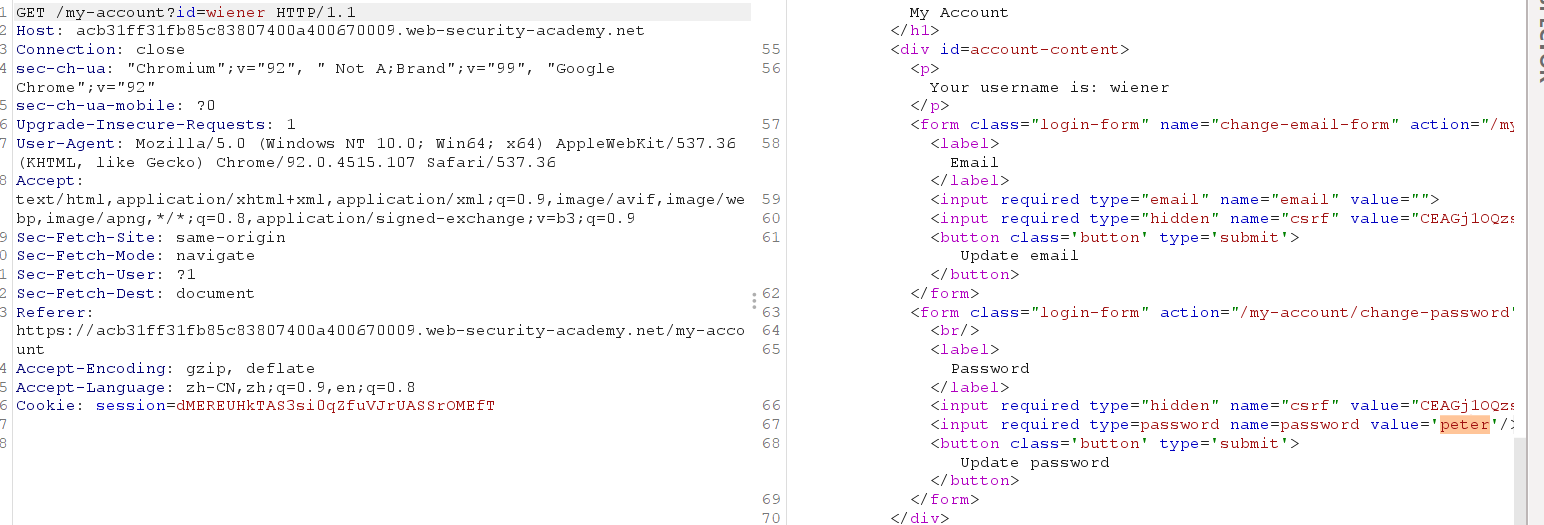 1 GET /my-account?id=wiener HTTP/1.1
2 Host: acb31ff31fb85c83807400a400670009.web-security-academy.net
3 Connection: close
4 sec-ch-ua: "Chromium";v="92", " Not A;Brand";v="99", "Google
Chrome";v="92"
5 sec-ch-ua-mobile: ?0
6 Upgrade-Insecure-Requests: 1
7 User-Agent: Mozilla/5.0 (Windows NT 10.0; Win64; x64) AppleWebKit/537.36
(KHTML, like Gecko) Chrome/92.0.4515.107 Safari/537.36
8 Accept:
text/html,application/xhtml+xml,application/xml;q=0.9,image/avif,image/we
bp,image/apng,*/*;q=0.8,application/signed-exchange;v=b3;q=0.9
9 Sec-Fetch-Site: same-origin
0 Sec-Fetch-Mode: navigate
1 Sec-Fetch-User: ?1
2 Sec-Fetch-Dest: document
3 Referer:
https://acb31ff31fb85c83807400a400670009.web-security-academy.net/my-acco
unt
4 Accept-Encoding: gzip, deflate
5 Accept-Language: zh-CN,zh;q=0.9,en;q=0.8
6 Cookie: session=dMEREUHkTAS3si0qZfuVJrUASSrOMEfT
7
8
My Account
</h1>
55 <div id=account-content>
56 <p>
Your username is: wiener
</p>
57 <form class="login-form" name="change-email-form" action="/my
58 <label>
Email
</label>
59 <input required type="email" name="email" value="">
60 <input required type="hidden" name="csrf" value="CEAGj1OQzs
61 <button class='button' type='submit'>
Update email
</button>
62 </form>
63 <form class="login-form" action="/my-account/change-password"
64 <br/>
65 <label>
Password
</label>
66 <input required type="hidden" name="csrf" value="CEAGj1OQzs
67 <input required type=password name=password value='peter'/>
68 <button class='button' type='submit'>
Update password
</button>
69 </form>
70 </div>